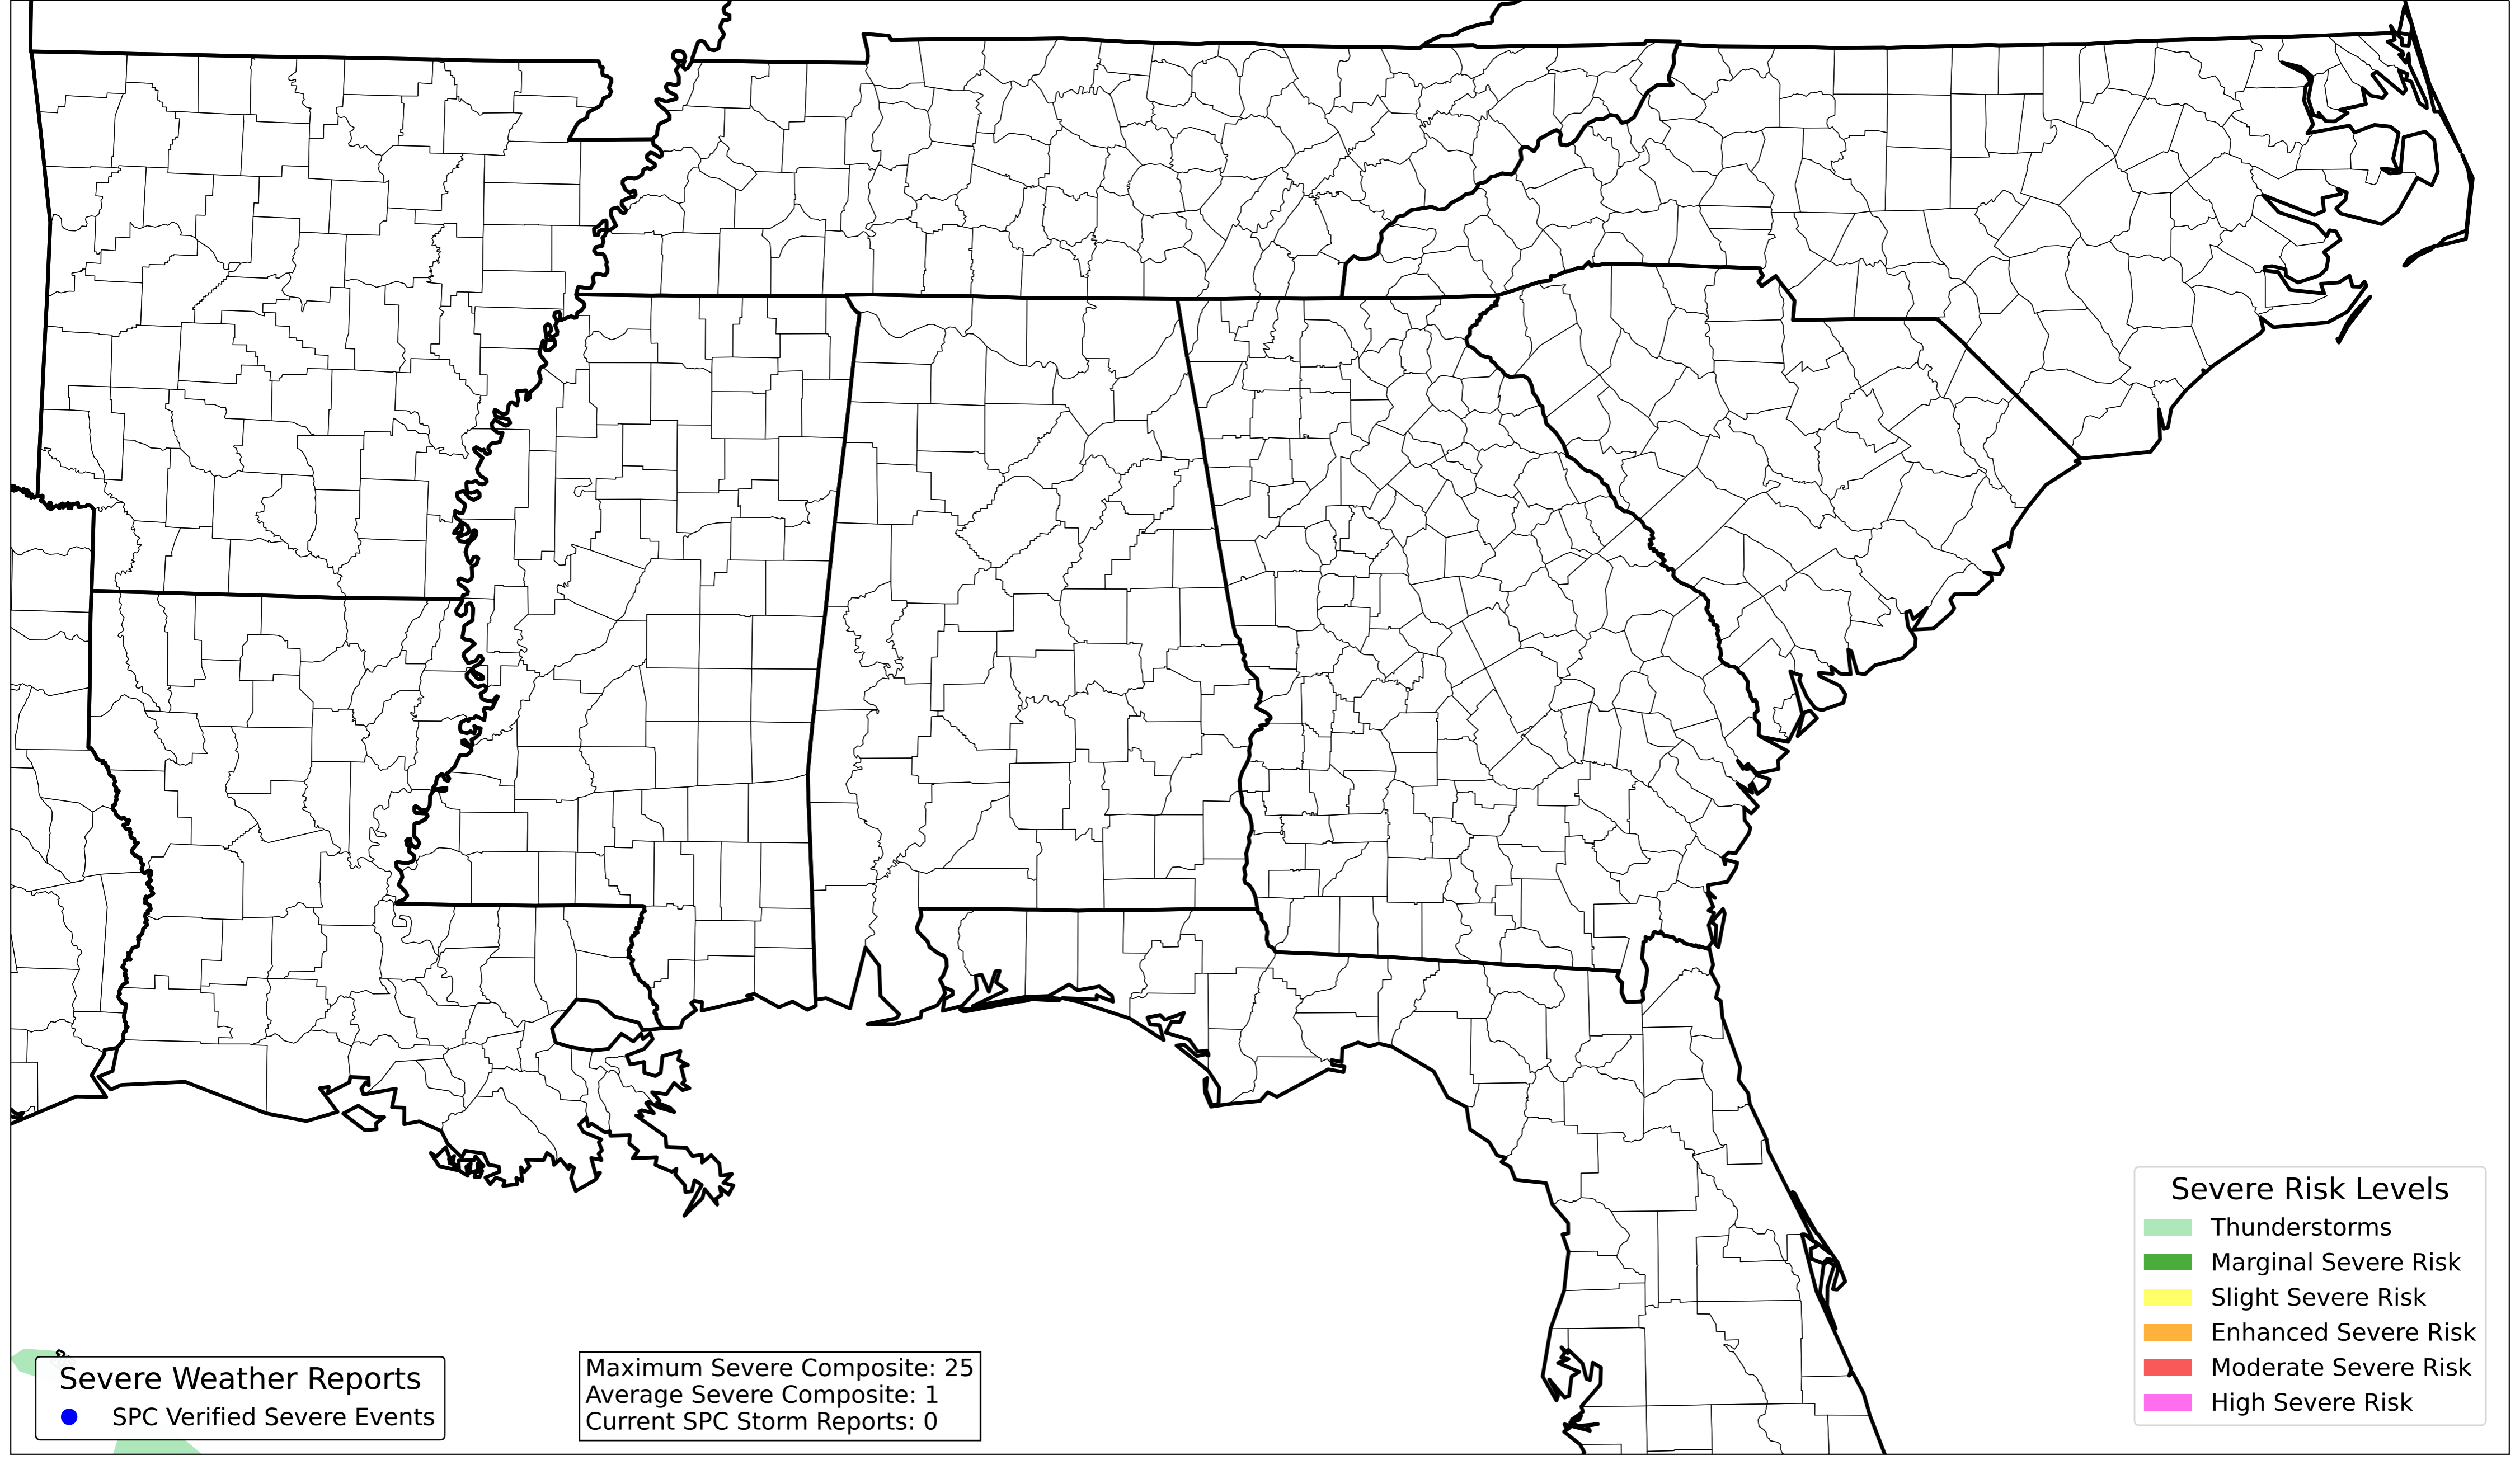 Severe Weather Reports
SPC Verified Severe Events
Maximum Severe Composite: 25
Average Severe Composite: 1
Current SPC Storm Reports: 0
Severe Risk Levels
Thunderstorms
Marginal Severe Risk
Slight Severe Risk
Enhanced Severe Risk
Moderate Severe Risk
High Severe Risk